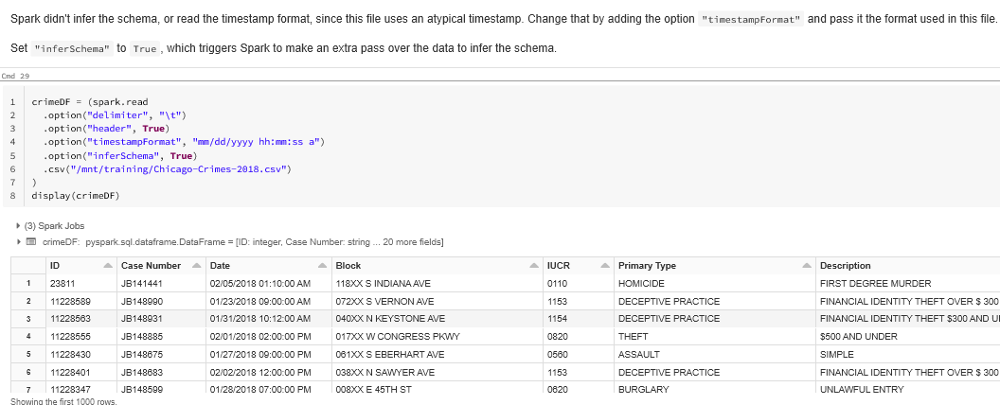 Spark didn't infer the schema, or read the timestamp format, since this file uses an atypical timestamp. Change that by adding the option "timestampFormat" and pass it the format used in this file.
Set "inferSchema" to True , which triggers Spark to make an extra pass over the data to infer the schema.
Cmd 29
1 crimeDF = (spark.read
2 .option("delimiter", "\t")
3 .option("header", True)
4 .option("timestampFormat", "mm/dd/yyyy hh:mm:ss a")
5 .option("inferSchema", True)
6 .csv("/mnt/training/Chicago-Crimes-2018.csv")
7 )
8 display(crimeDF)
(3) Spark Jobs
crimeDF: pyspark.sql.dataframe.DataFrame = [ID: integer, Case Number: string ... 20 more fields]
ID Case Number Date Block IUCR Primary Type Description
1 23811 JB141441 02/05/2018 01:10:00 AM 118XX S INDIANA AVE 0110 HOMICIDE FIRST DEGREE MURDER
2 11228589 JB148990 01/23/2018 09:00:00 AM 072XX S VERNON AVE 1153 DECEPTIVE PRACTICE FINANCIAL IDENTITY THEFT OVER $ 300
3 11228563 JB148931 01/31/2018 10:12:00 AM 040XX N KEYSTONE AVE 1154 DECEPTIVE PRACTICE FINANCIAL IDENTITY THEFT $300 AND U
4 11228555 JB148885 02/01/2018 02:00:00 PM 017XX W CONGRESS PKWY 0820 THEFT $500 AND UNDER
5 11228430 JB148675 01/27/2018 09:00:00 PM 061XX S EBERHART AVE 0560 ASSAULT SIMPLE
6 11228401 JB148683 02/02/2018 12:00:00 PM 038XX N SAWYER AVE 1153 DECEPTIVE PRACTICE FINANCIAL IDENTITY THEFT OVER $ 300
7 11228347 JB148599 01/28/2018 07:00:00 PM 008XX E 45TH ST 0620 BURGLARY UNLAWFUL ENTRY
Showing the first 1000 rows.